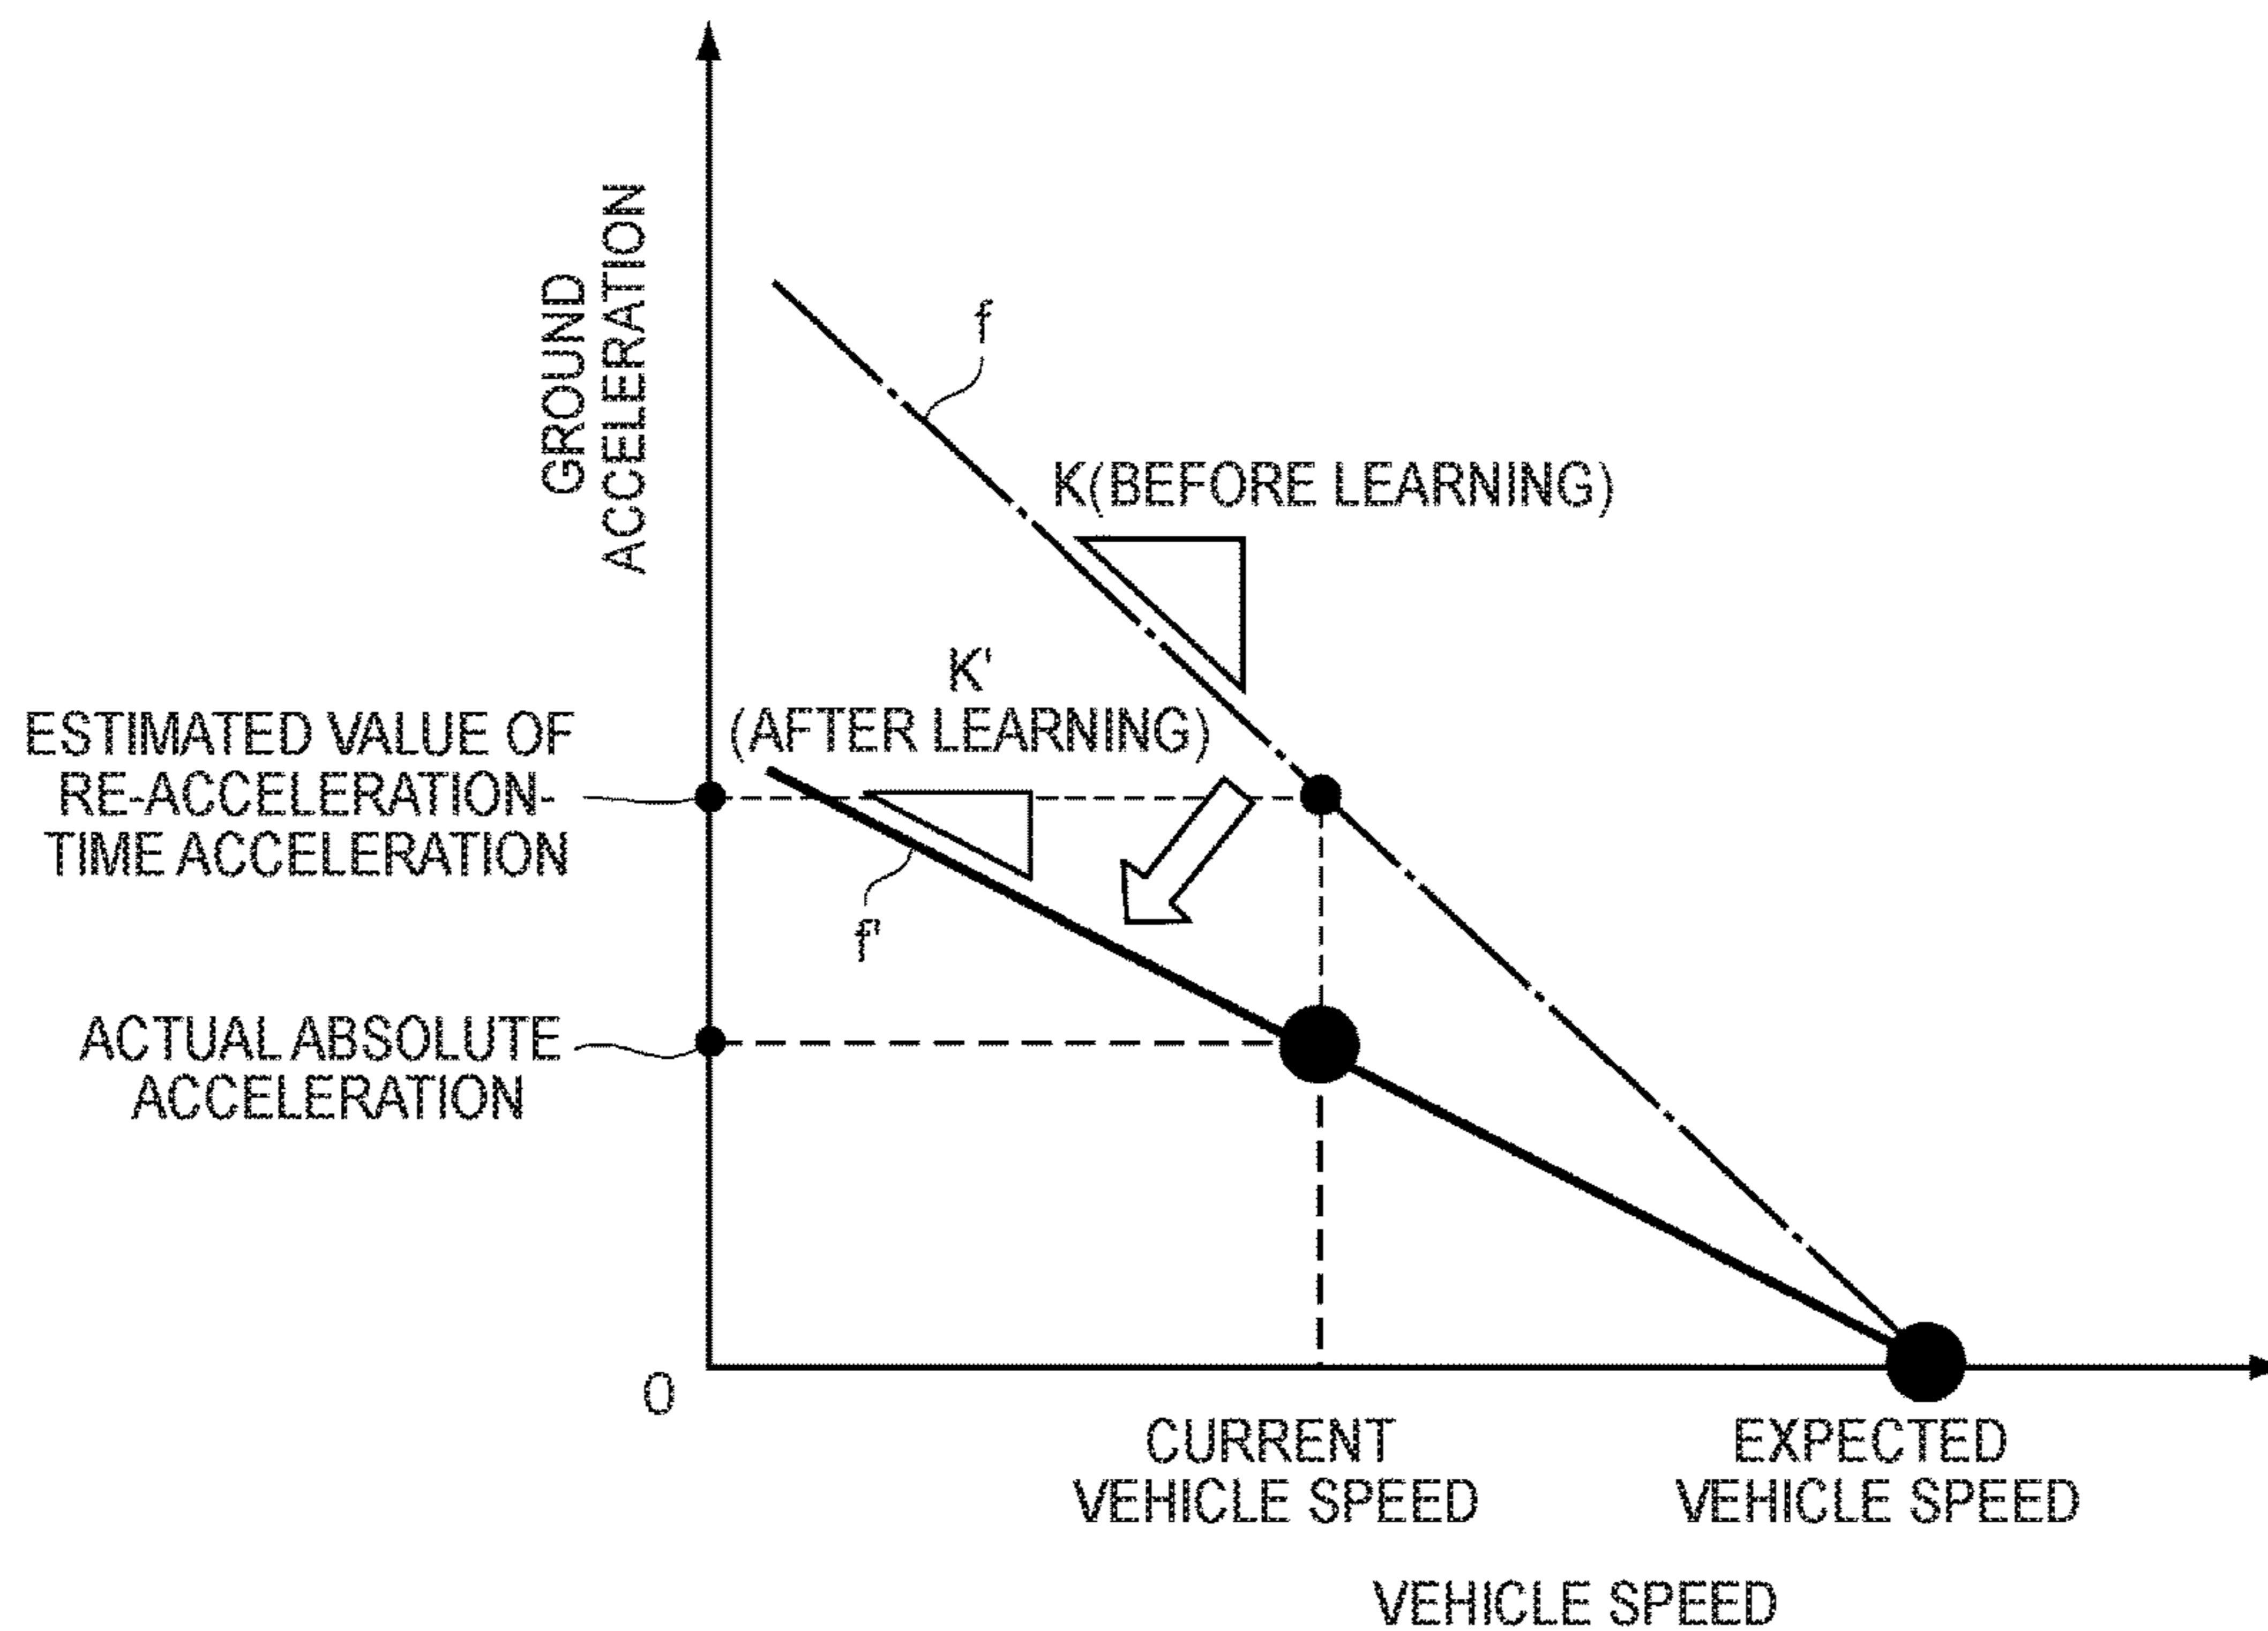 GROUND
ACCELERATION
f
K(BEFORE LEARNING)
K'
(AFTER LEARNING)
ESTIMATED VALUE OF
RE-ACCELERATION-
TIME ACCELERATION
f'
ACTUAL ABSOLUTE
ACCELERATION
O
CURRENT
VEHICLE SPEED
EXPECTED
VEHICLE SPEED
VEHICLE SPEED